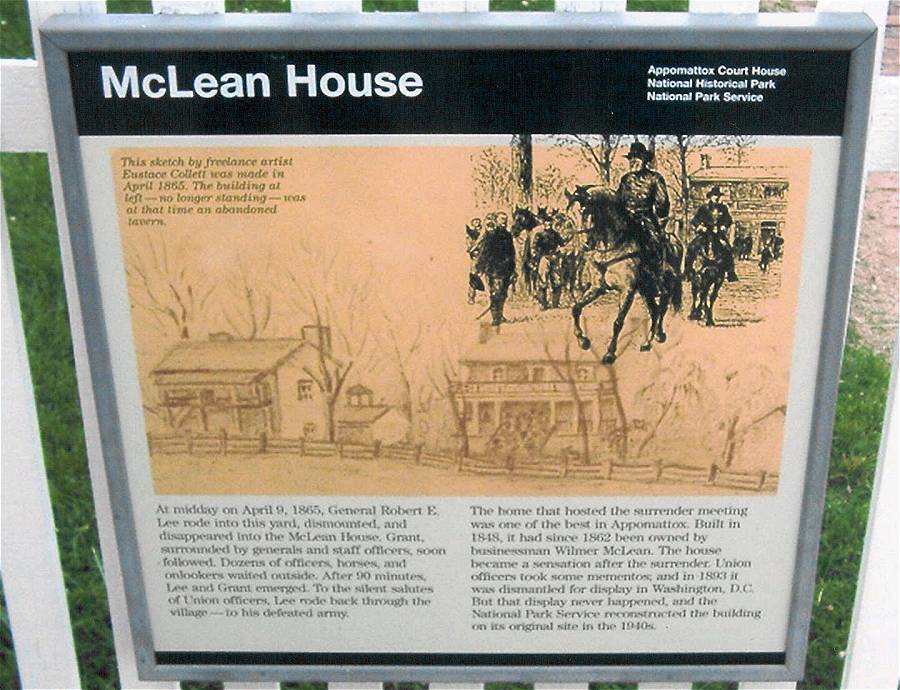 McLean House
Appomattox Court House
National Historical Park
National Park Service
This sketch by freelance artist
Eustace Collett was made in
April 1865. The building at
left — no longer standing — was
at that time an abandoned
tavern.
At midday on April 9, 1865, General Robert E.
Lee rode into this yard, dismounted, and
disappeared into the McLean House. Grant,
surrounded by generals and staff officers, soon
followed. Dozens of officers, horses, and
onlookers waited outside. After 90 minutes,
Lee and Grant emerged. To the silent salutes
of Union officers, Lee rode back through the
village — to his defeated army.
The home that hosted the surrender meeting
was one of the best in Appomattox. Built in
1848, it had since 1862 been owned by
businessman Wilmer McLean. The house
became a sensation after the surrender. Union
officers took some mementos; and in 1893 it
was dismantled for display in Washington, D.C.
But that display never happened, and the
National Park Service reconstructed the building
on its original site in the 1940s.